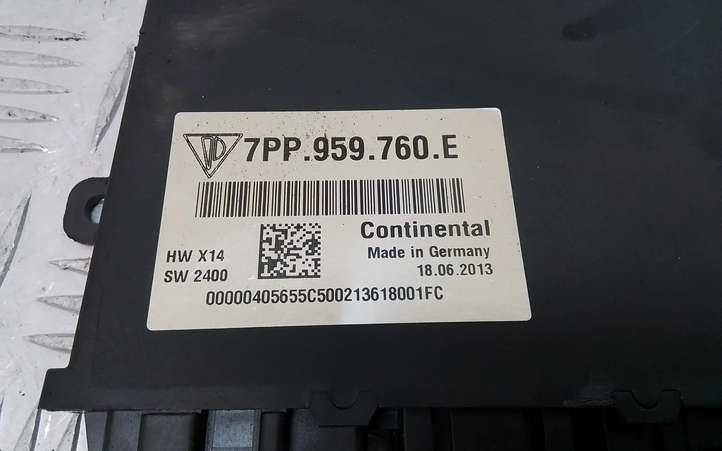 7PP.959.760.E
Continental
HW X14
Made in Germany
SW 2400
18.06.2013
00000405655C500213618001FC